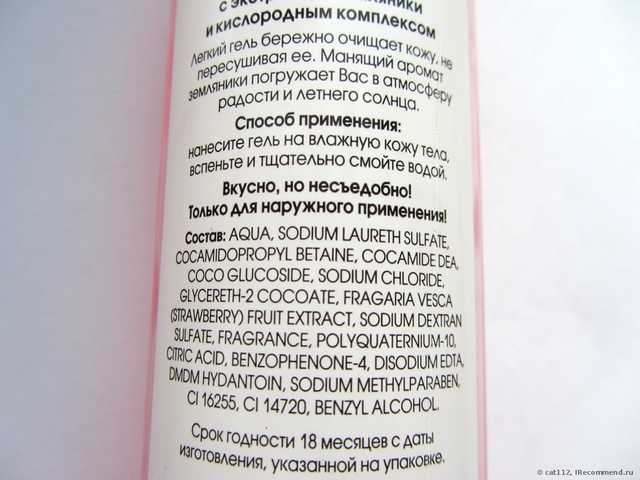 и кислородным комплексом
Легкий гель бережно очищает кожу, не
пересушивая ее. Манящий аромат
земляники погружает Вас в атмосферу
радости и летнего солнца.
Способ применения:
нанесите гель на влажную кожу тела,
вспеньте и тщательно смойте водой.
Вкусно, но несъедобно!
Только для наружного применения!
Состав: AQUA, SODIUM LAURETH SULFATE,
COCAMIDOPROPYL BETAINE, COCAMIDE DEA,
COCO GLUCOSIDE, SODIUM CHLORIDE,
GLYCERETH-2 COCOATE, FRAGARIA VESCA
(STRAWBERRY) FRUIT EXTRACT, SODIUM DEXTRAN
SULFATE, FRAGRANCE, POLYQUATERNIUM-10,
CITRIC ACID, BENZOPHENONE-4, DISODIUM EDTA,
DMDM HYDANTOIN, SODIUM METHYLPARABEN,
CI 16255, CI 14720, BENZYL ALCOHOL.
Срок годности 18 месяцев с даты
изготовления, указанной на упаковке.
© cat112, IRecommend.ru